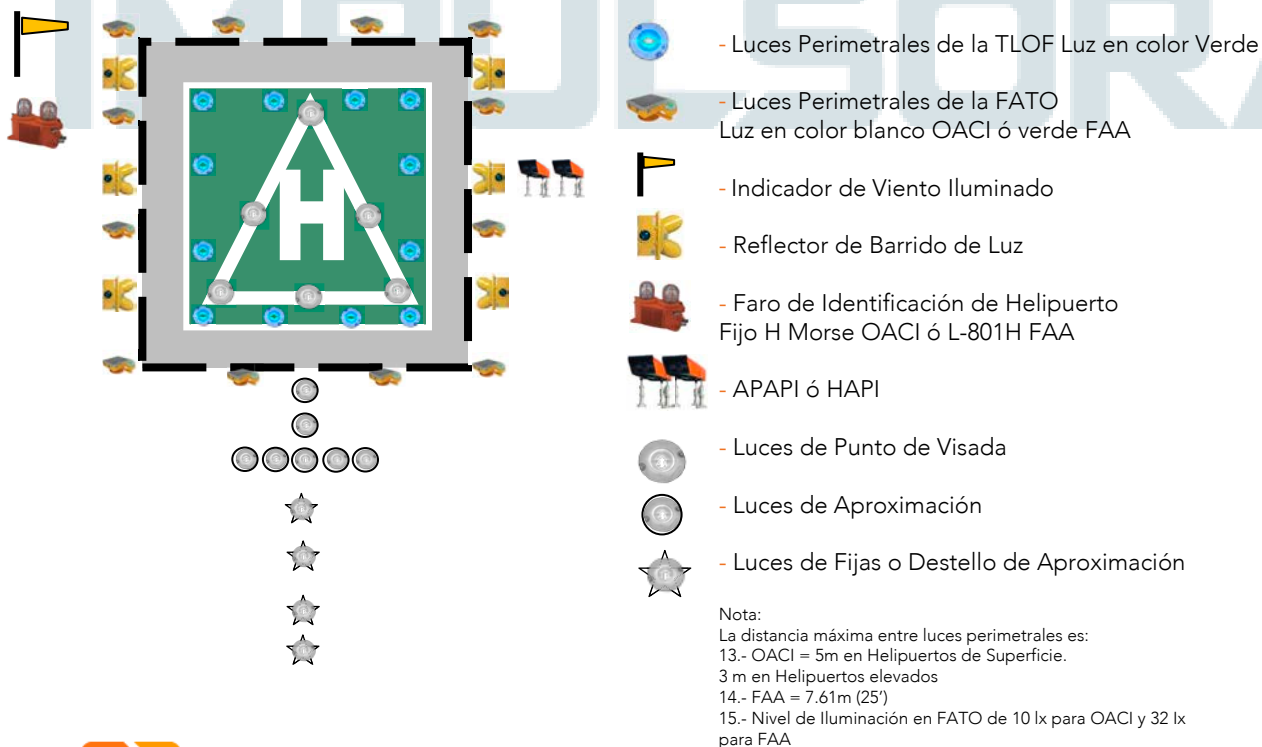 IMPULSORA
- Luces Perimetrales de la TLOF Luz en color Verde
- Luces Perimetrales de la FATO
Luz en color blanco OACI ó verde FAA
- Indicador de Viento Iluminado
- Reflector de Barrido de Luz
- Faro de Identificación de Helipuerto
Fijo H Morse OACI ó L-801H FAA
- APAPI ó HAPI
- Luces de Punto de Visada
- Luces de Aproximación
- Luces de Fijas o Destello de Aproximación
Nota:
La distancia máxima entre luces perimetrales es:
13.- OACI = 5m en Helipuertos de Superficie.
3 m en Helipuertos elevados
14.- FAA = 7.61m (25')
15.- Nivel de Iluminación en FATO de 10 lx para OACI y 32 lx
para FAA
H